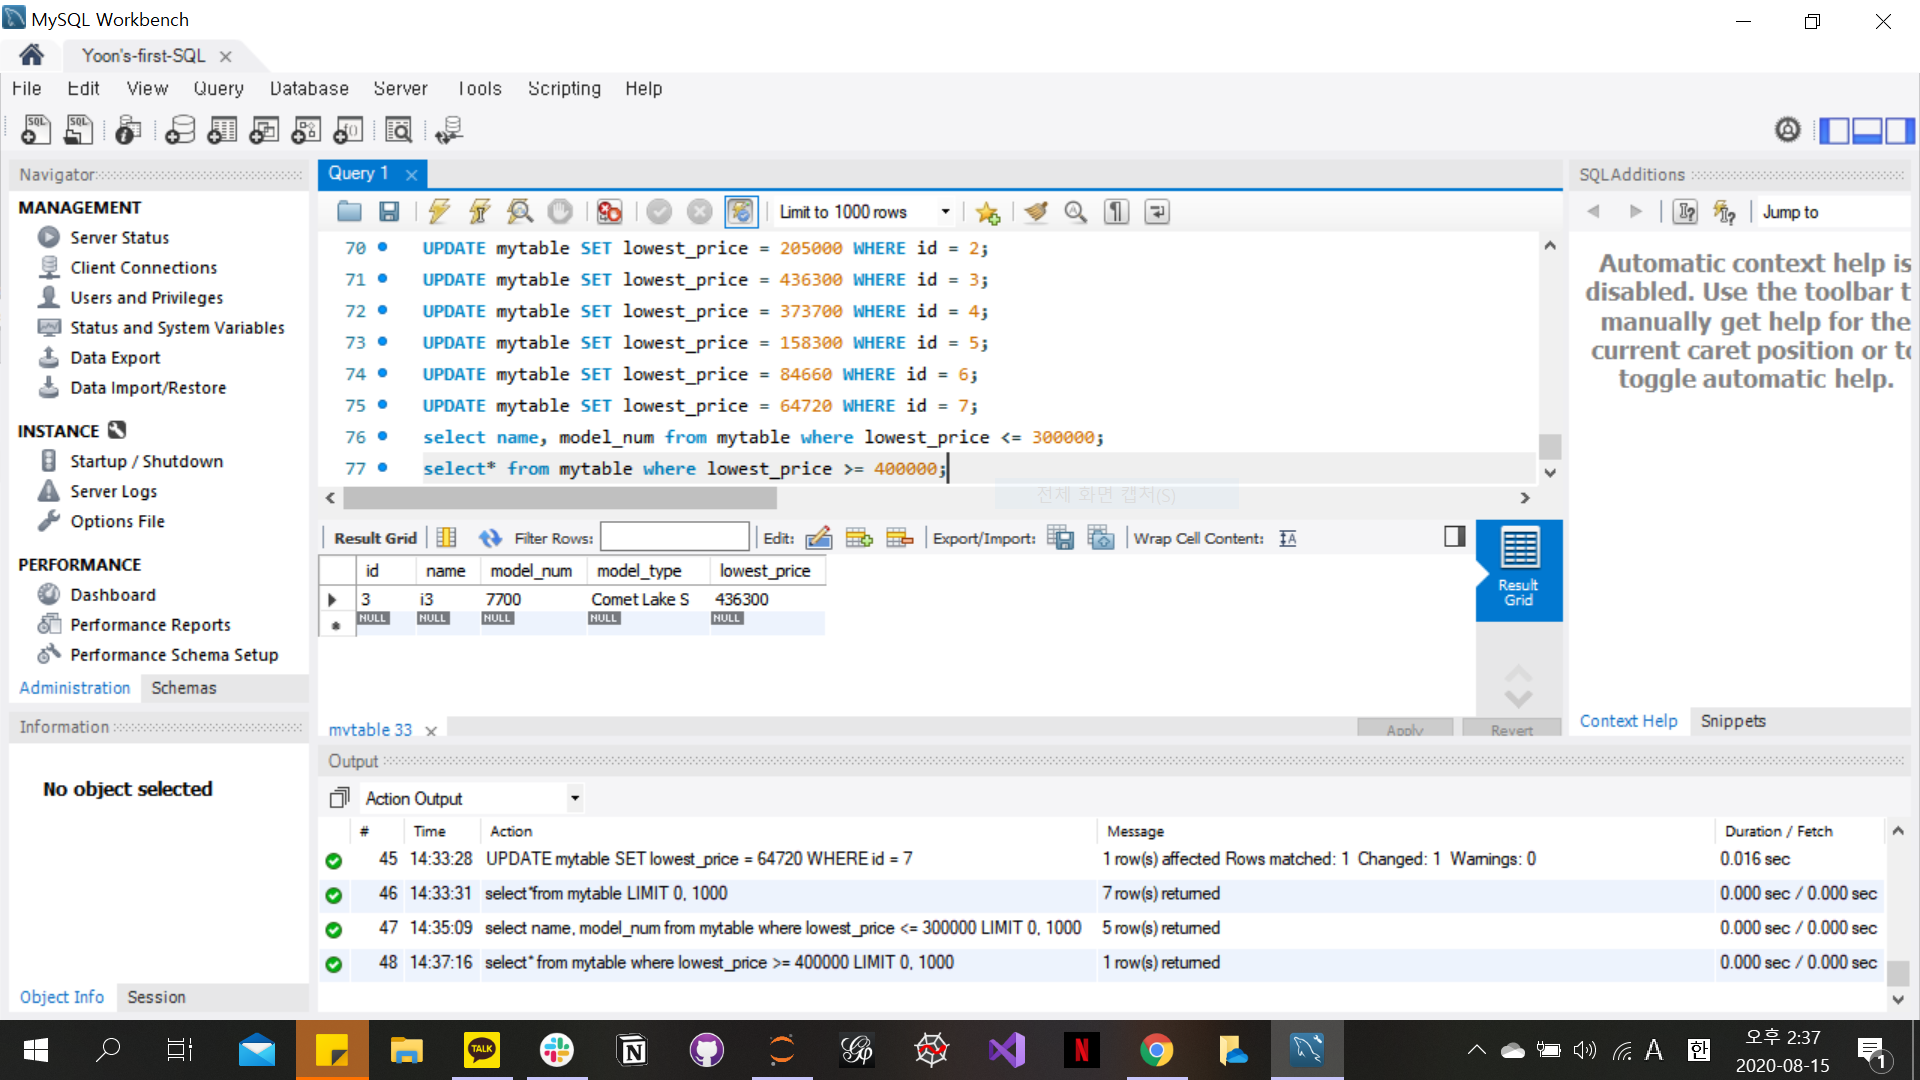 MySQL Workbench
Yoon's-first-SQL
File Edit View Query Database Server Tools Scripting Help
Navigator
MANAGEMENT
Server Status
Client Connections
Users and Privileges
Status and System Variables
Data Export
Data Import/Restore
INSTANCE
Startup / Shutdown
Server Logs
Options File
PERFORMANCE
Dashboard
Performance Reports
Performance Schema Setup
Administration Schemas
Information
No object selected
Object Info Session
Query 1
Limit to 1000 rows
70 UPDATE mytable SET lowest_price = 205000 WHERE id = 2;
71 UPDATE mytable SET lowest_price = 436300 WHERE id = 3;
72 UPDATE mytable SET lowest_price = 373700 WHERE id = 4;
73 UPDATE mytable SET lowest_price = 158300 WHERE id = 5;
74 UPDATE mytable SET lowest_price = 84660 WHERE id = 6;
75 UPDATE mytable SET lowest_price = 64720 WHERE id = 7;
76 select name, model_num from mytable where lowest_price <= 300000;
77 select* from mytable where lowest_price >= 400000;
전체 화면 캡처(S)
Result Grid Filter Rows: Edit: Export/Import: Wrap Cell Content:
id name model_num model_type lowest_price
3 i3 7700 Comet Lake S 436300
NULL NULL NULL NULL NULL
Result
Grid
mytable 33
Apply Revert
SQLAdditions
Jump to
Automatic context help is
disabled. Use the toolbar t
manually get help for the
current caret position or to
toggle automatic help.
Context Help Snippets
Output
Action Output
# Time Action Message Duration / Fetch
45 14:33:28 UPDATE mytable SET lowest_price = 64720 WHERE id = 7 1 row(s) affected Rows matched: 1 Changed: 1 Warnings: 0 0.016 sec
46 14:33:31 select*from mytable LIMIT 0, 1000 7 row(s) returned 0.000 sec / 0.000 sec
47 14:35:09 select name, model_num from mytable where lowest_price <= 300000 LIMIT 0, 1000 5 row(s) returned 0.000 sec / 0.000 sec
48 14:37:16 select* from mytable where lowest_price >= 400000 LIMIT 0, 1000 1 row(s) returned 0.000 sec / 0.000 sec
TALK
A 한
오후 2:37
2020-08-15
1